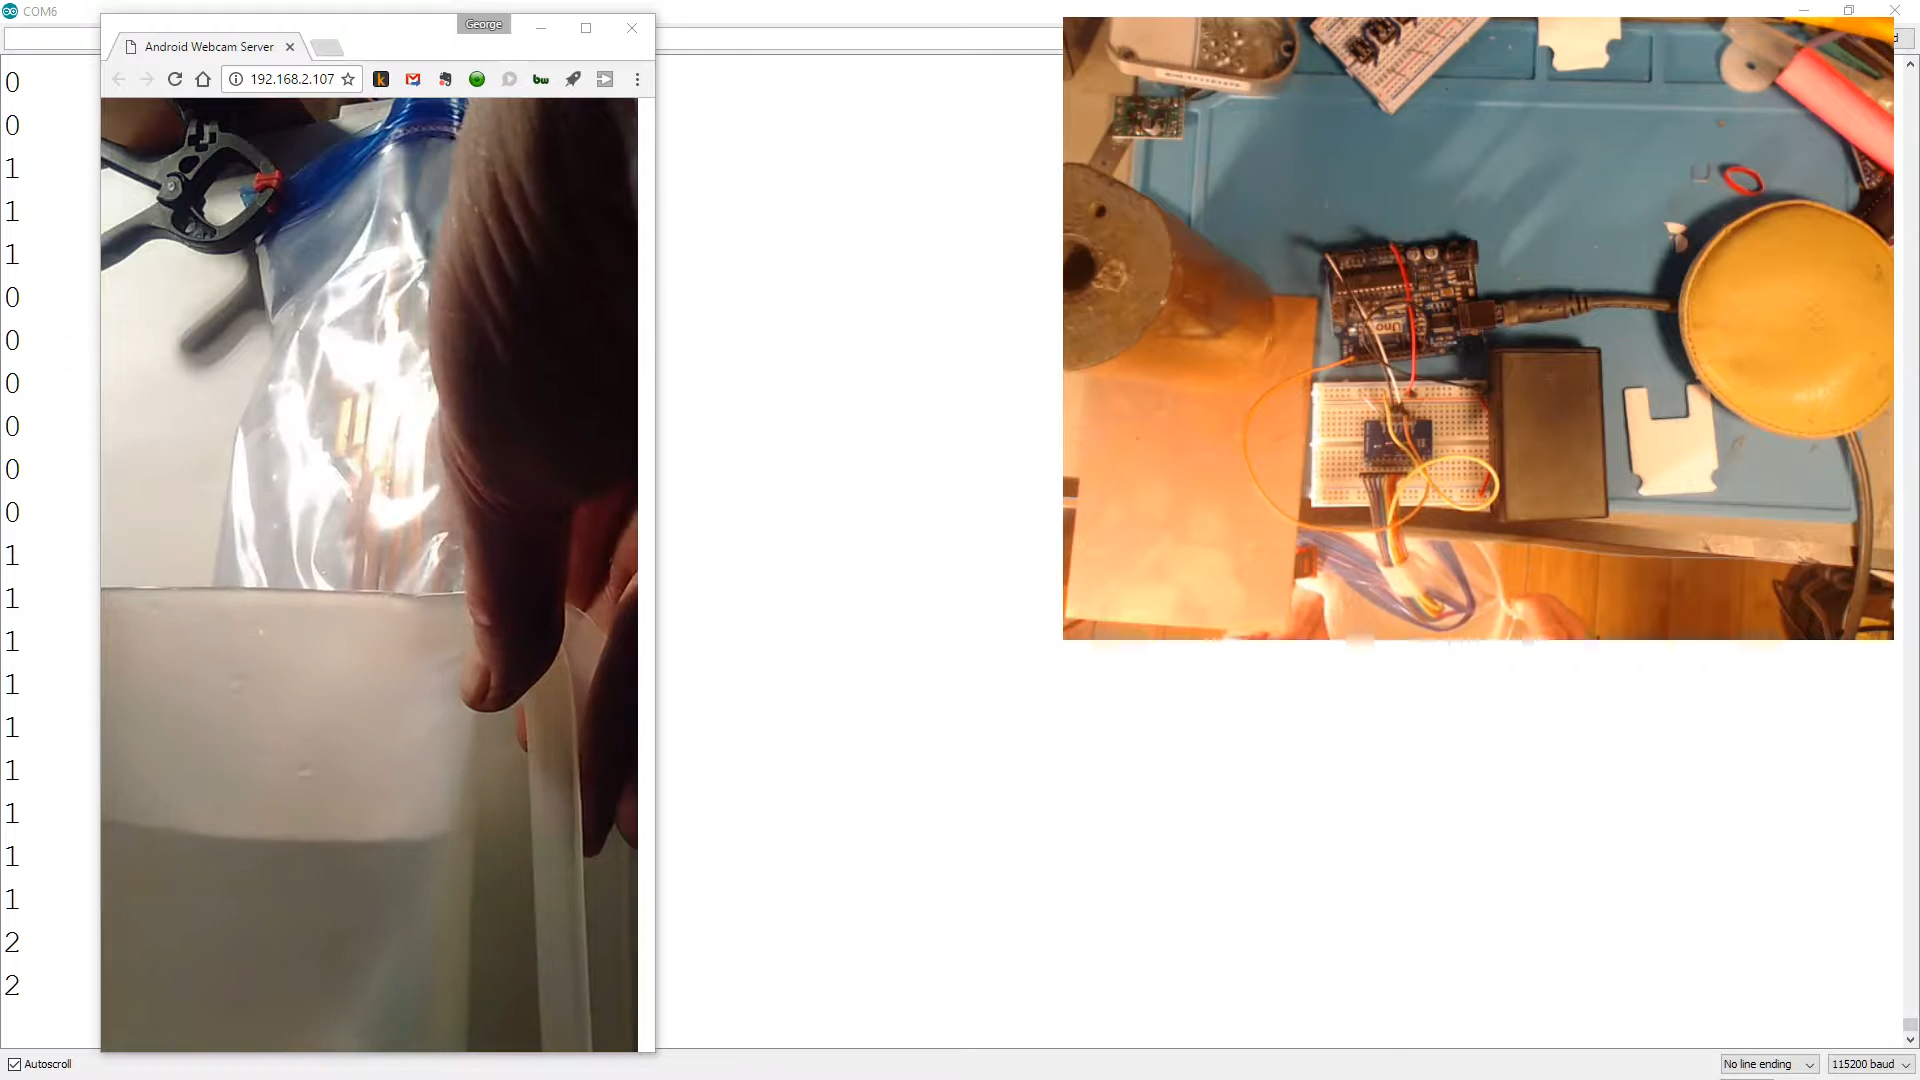 COM6
George
Android Webcam Server
192.168.2.107
k
bw
0
0
1
1
1
0
0
0
0
0
0
1
1
1
1
1
1
1
1
1
2
2
Uno
Autoscroll
No line ending
115200 baud